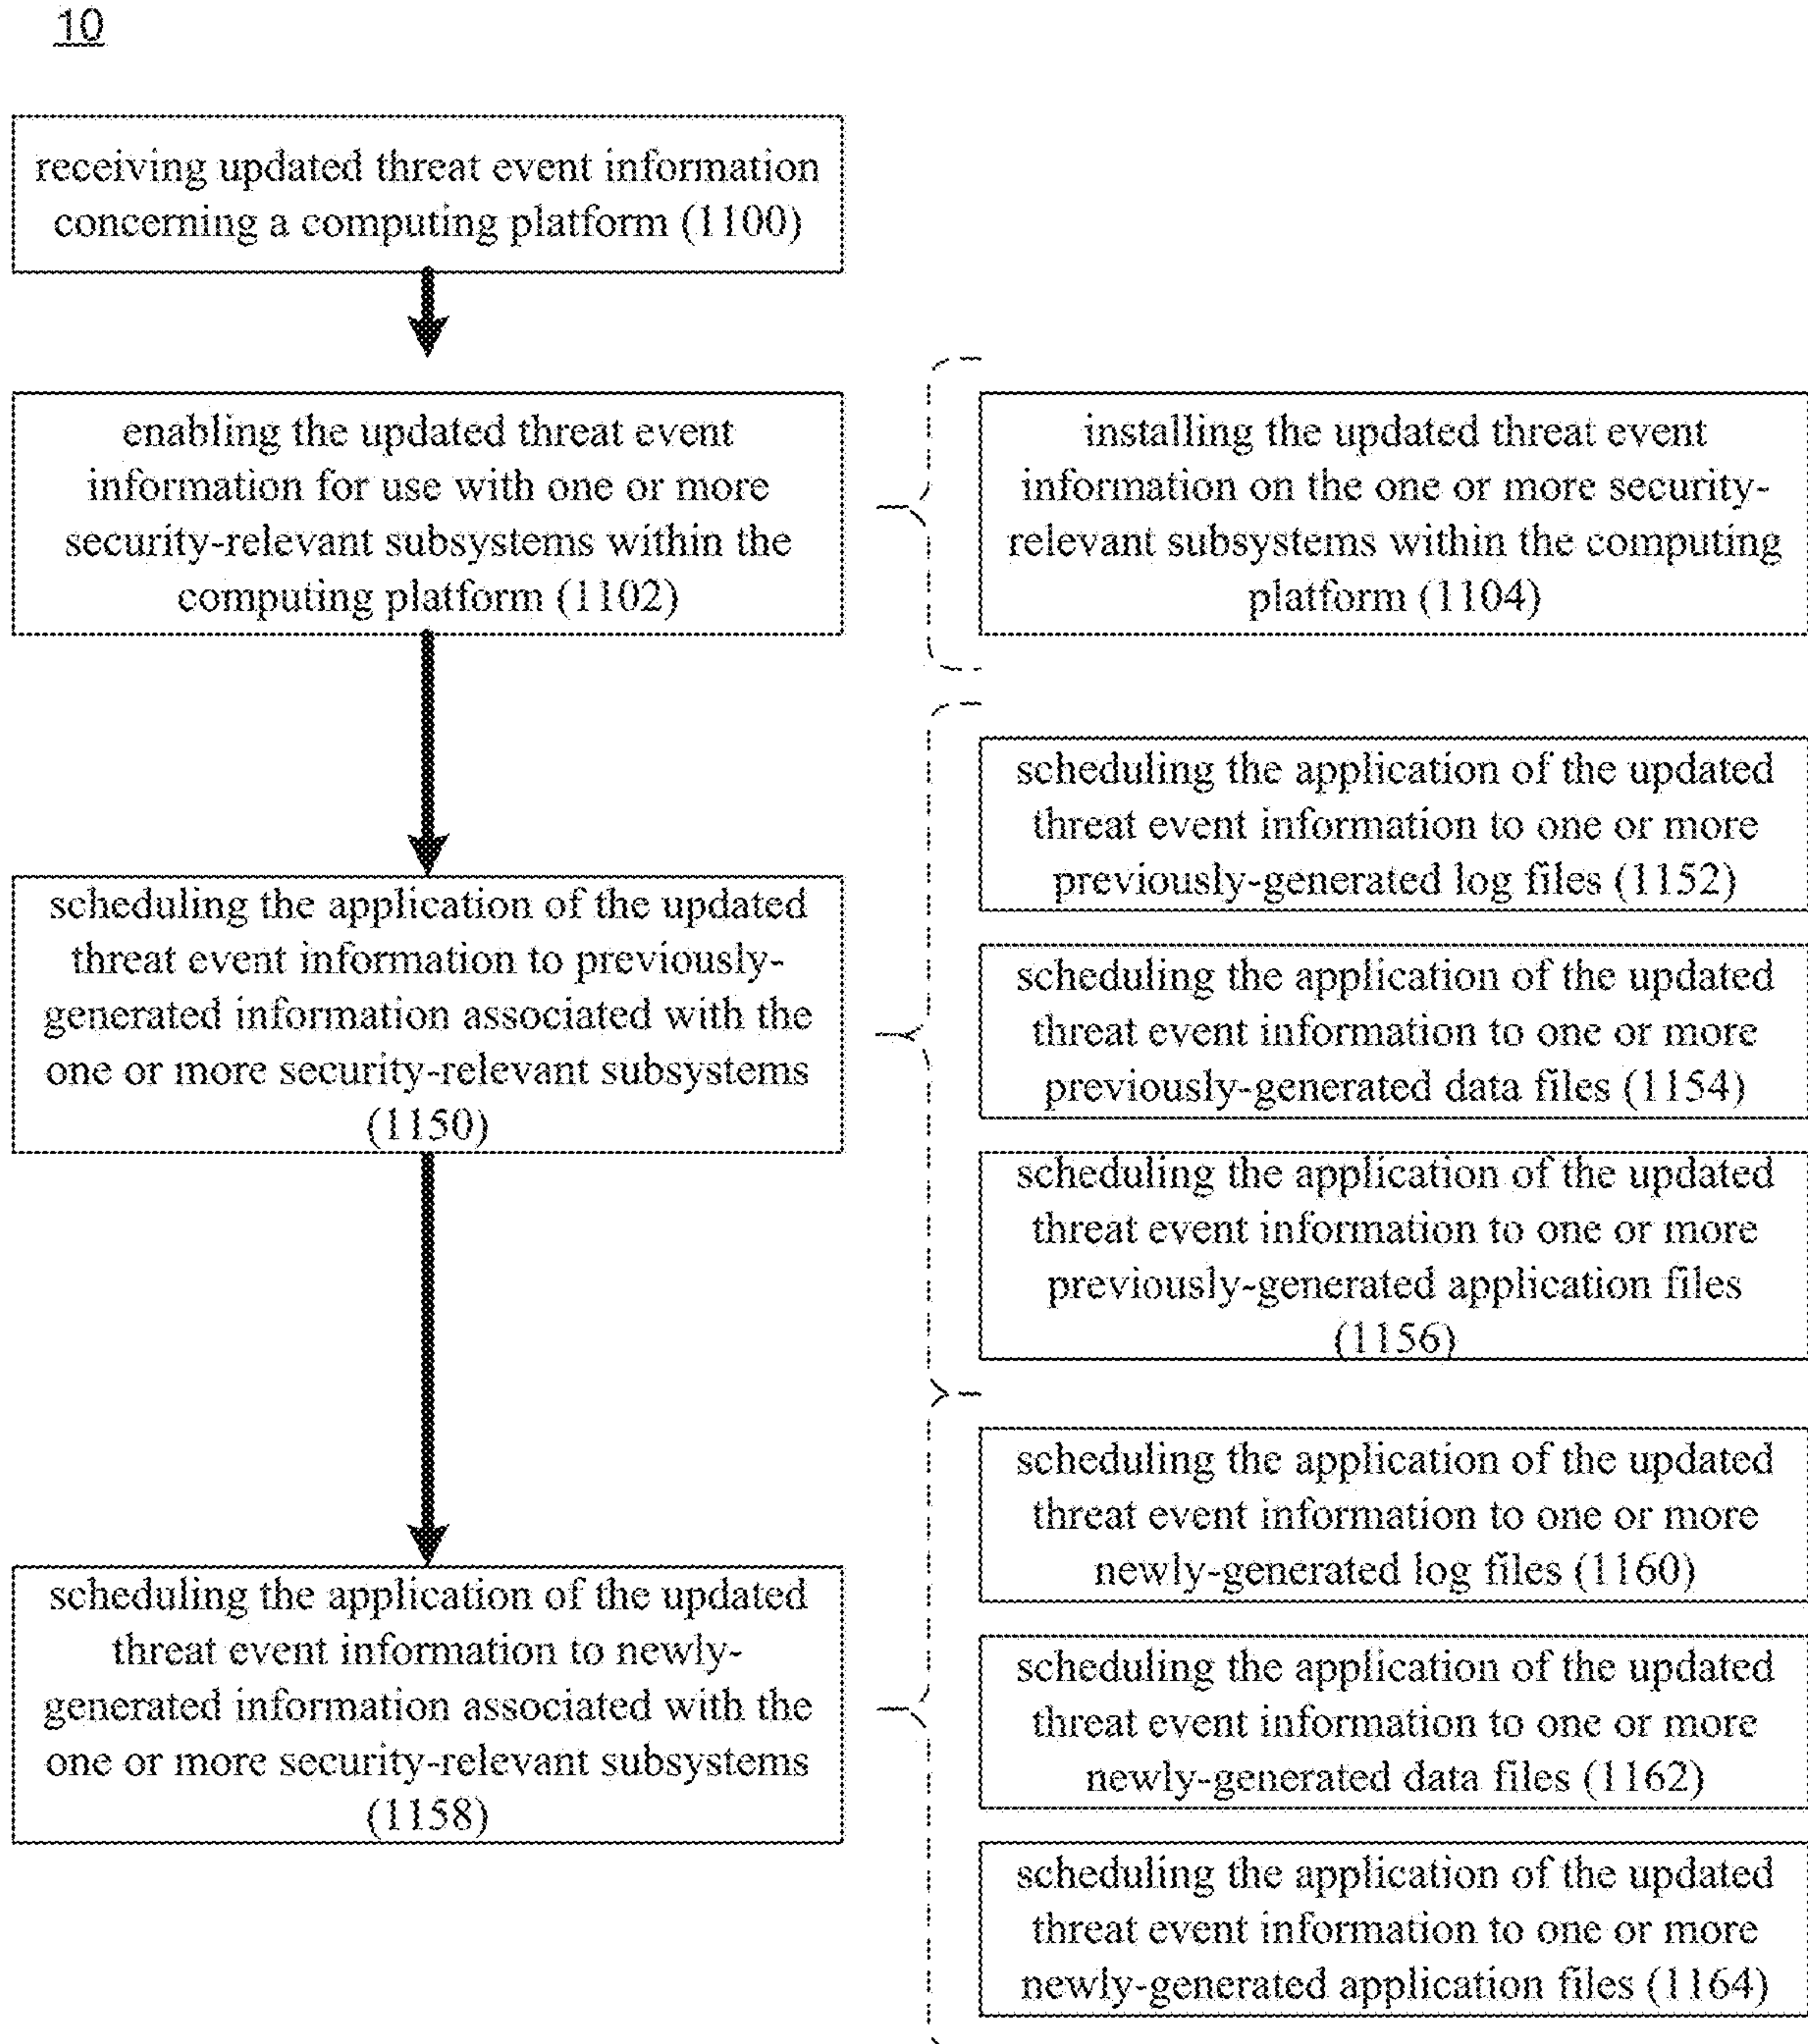 10
receiving updated threat event information
concerning a computing platform (1100)
enabling the updated threat event
information for use with one or more
security-relevant subsystems within the
computing platform (1102)
installing the updated threat event
information on the one or more security-
relevant subsystems within the computing
platform (1104)
scheduling the application of the updated
threat event information to previously-
generated information associated with the
one or more security-relevant subsystems
(1150)
scheduling the application of the updated
threat event information to one or more
previously-generated log files (1152)
scheduling the application of the updated
threat event information to one or more
previously-generated data files (1154)
scheduling the application of the updated
threat event information to one or more
previously-generated application files
(1156)
scheduling the application of the updated
threat event information to newly-
generated information associated with the
one or more security-relevant subsystems
(1158)
scheduling the application of the updated
threat event information to one or more
newly-generated log files (1160)
scheduling the application of the updated
threat event information to one or more
newly-generated data files (1162)
scheduling the application of the updated
threat event information to one or more
newly-generated application files (1164)